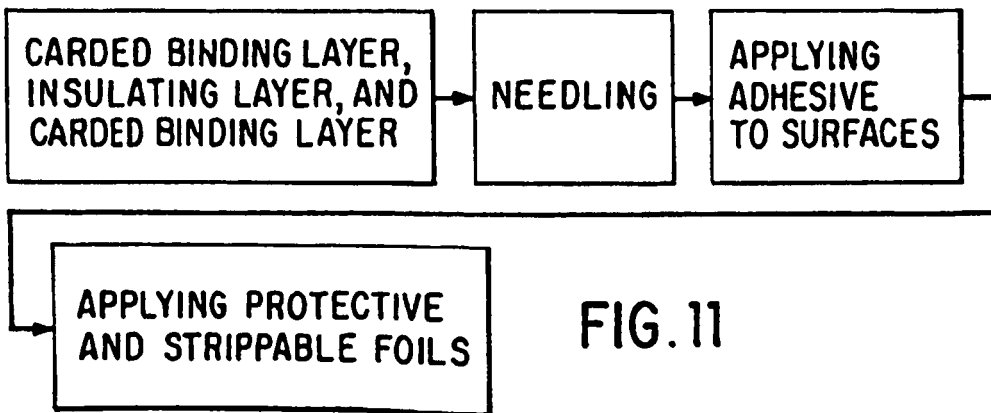 CARDED BINDING LAYER,
INSULATING LAYER, AND
CARDED BINDING LAYER
NEEDLING
APPLYING
ADHESIVE
TO SURFACES
APPLYING PROTECTIVE
AND STRIPPABLE FOILS
FIG. 11